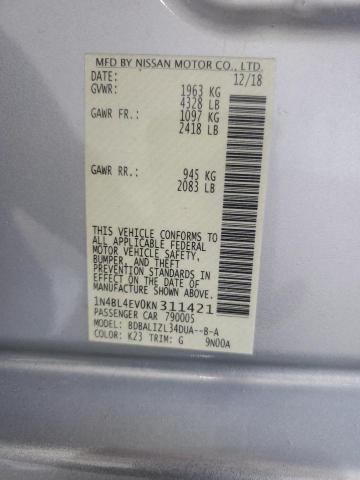 MFD BY NISSAN MOTOR CO., LTD.
DATE: 12/18
GVWR: 1963 KG
4328 LB
GAWR FR.: 1097 KG
2418 LB
GAWR RR.: 945 KG
2083 LB
THIS VEHICLE CONFORMS TO
ALL APPLICABLE FEDERAL
MOTOR VEHICLE SAFETY,
BUMPER, AND THEFT
PREVENTION STANDARDS IN
EFFECT ON THE DATE OF
MANUFACTURE SHOWN ABOVE.
1N4BL4EV0KN311421
PASSENGER CAR 790005
MODEL: BDBALIZL34DUA--B-A
COLOR: K23 TRIM: G 9N00A